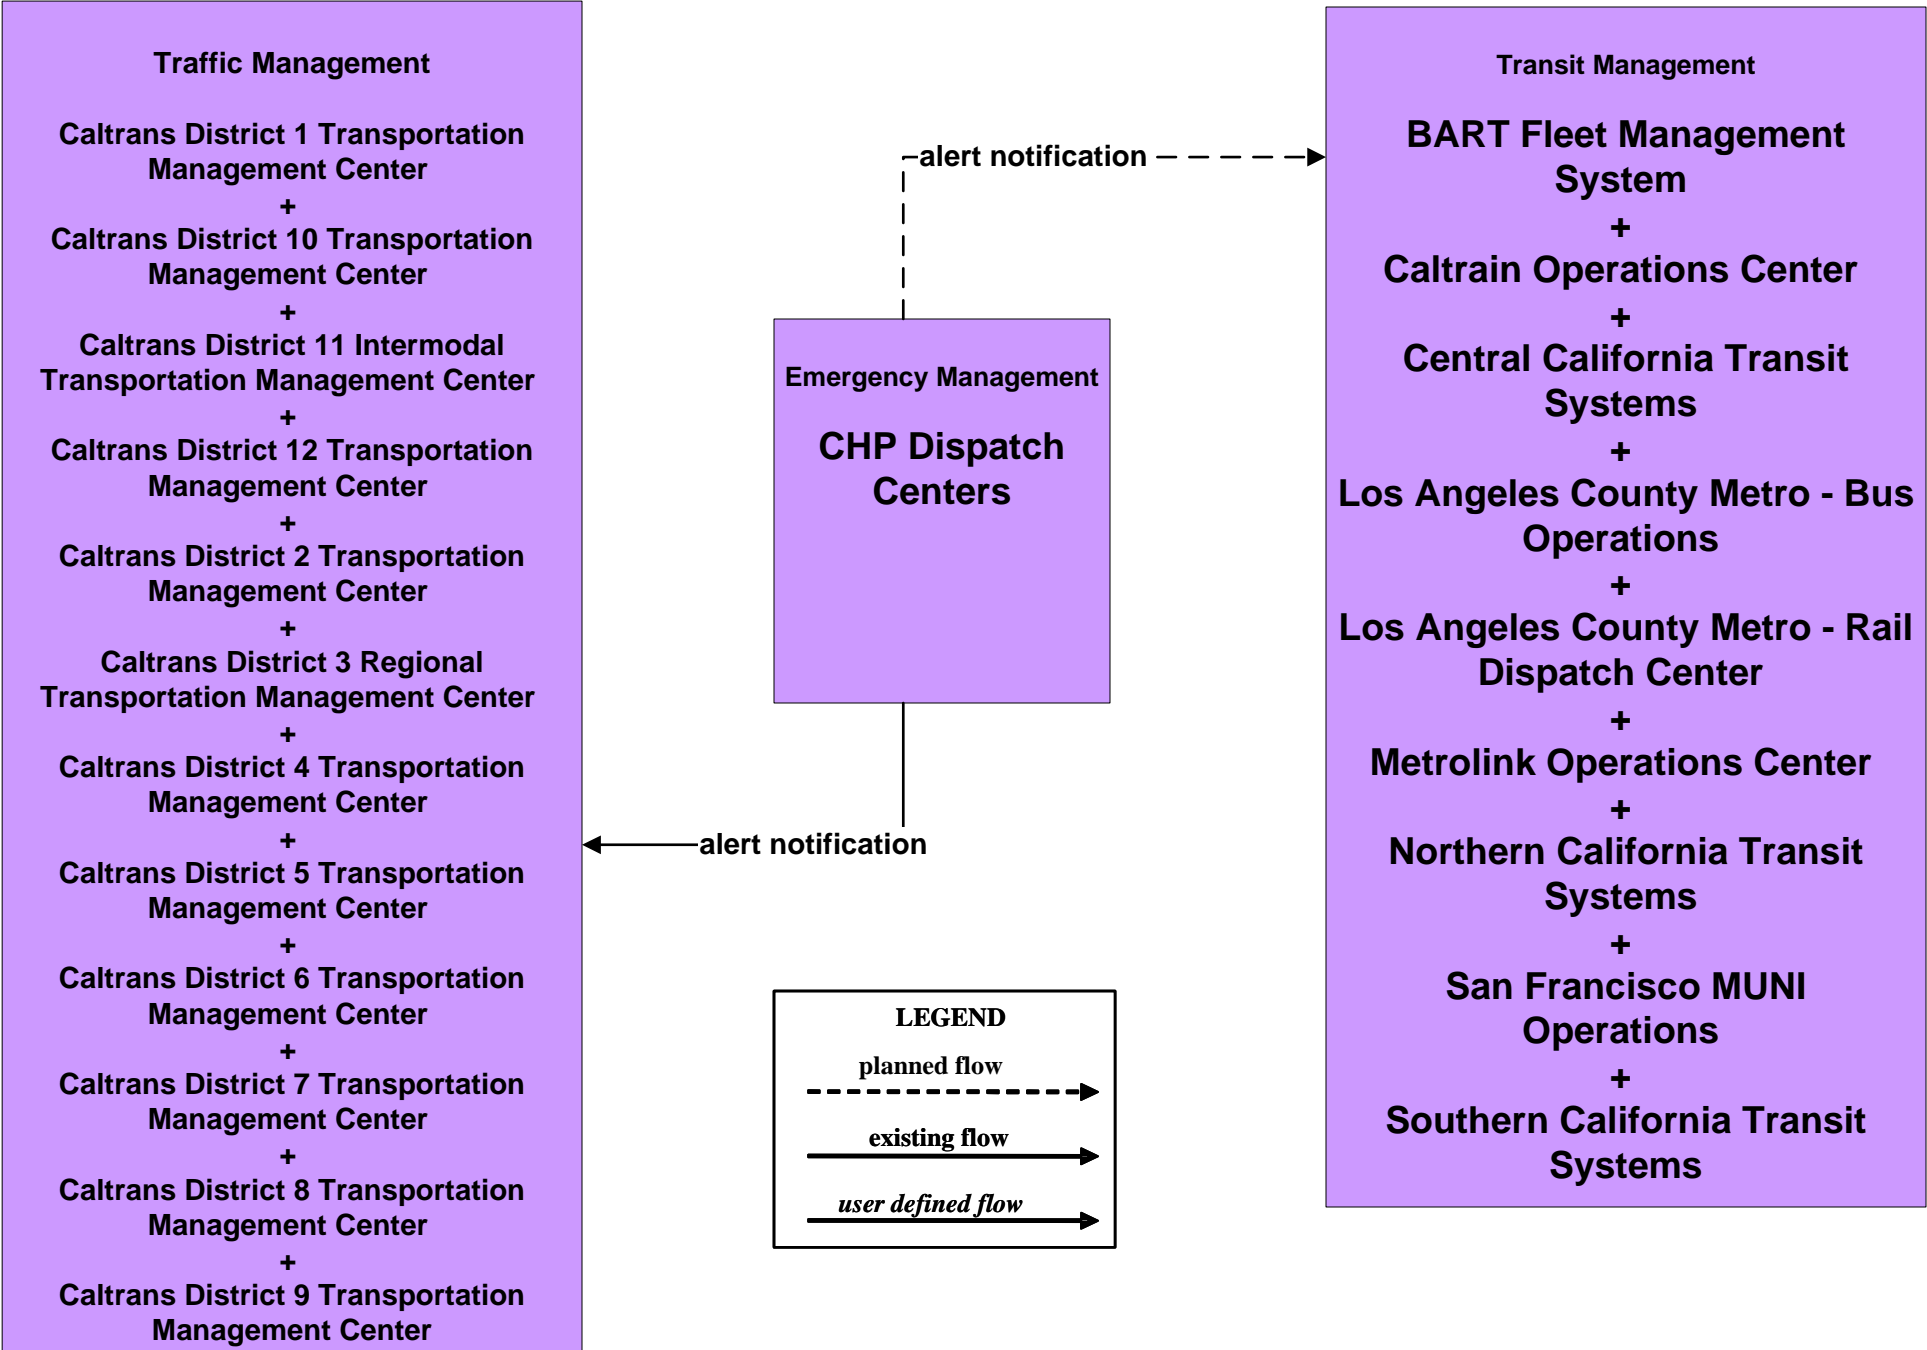 Traffic Management
Caltrans District 1 Transportation
Management Center
+
Caltrans District 10 Transportation
Management Center
+
Caltrans District 11 Intermodal
Transportation Management Center
+
Caltrans District 12 Transportation
Management Center
+
Caltrans District 2 Transportation
Management Center
+
Caltrans District 3 Regional
Transportation Management Center
+
Caltrans District 4 Transportation
Management Center
+
Caltrans District 5 Transportation
Management Center
+
Caltrans District 6 Transportation
Management Center
+
Caltrans District 7 Transportation
Management Center
+
Caltrans District 8 Transportation
Management Center
+
Caltrans District 9 Transportation
Management Center
alert notification
Emergency Management
CHP Dispatch
Centers
alert notification
LEGEND
planned flow
existing flow
user defined flow
Transit Management
BART Fleet Management
System
+
Caltrain Operations Center
+
Central California Transit
Systems
+
Los Angeles County Metro - Bus
Operations
+
Los Angeles County Metro - Rail
Dispatch Center
+
Metrolink Operations Center
+
Northern California Transit
Systems
+
San Francisco MUNI
Operations
+
Southern California Transit
Systems